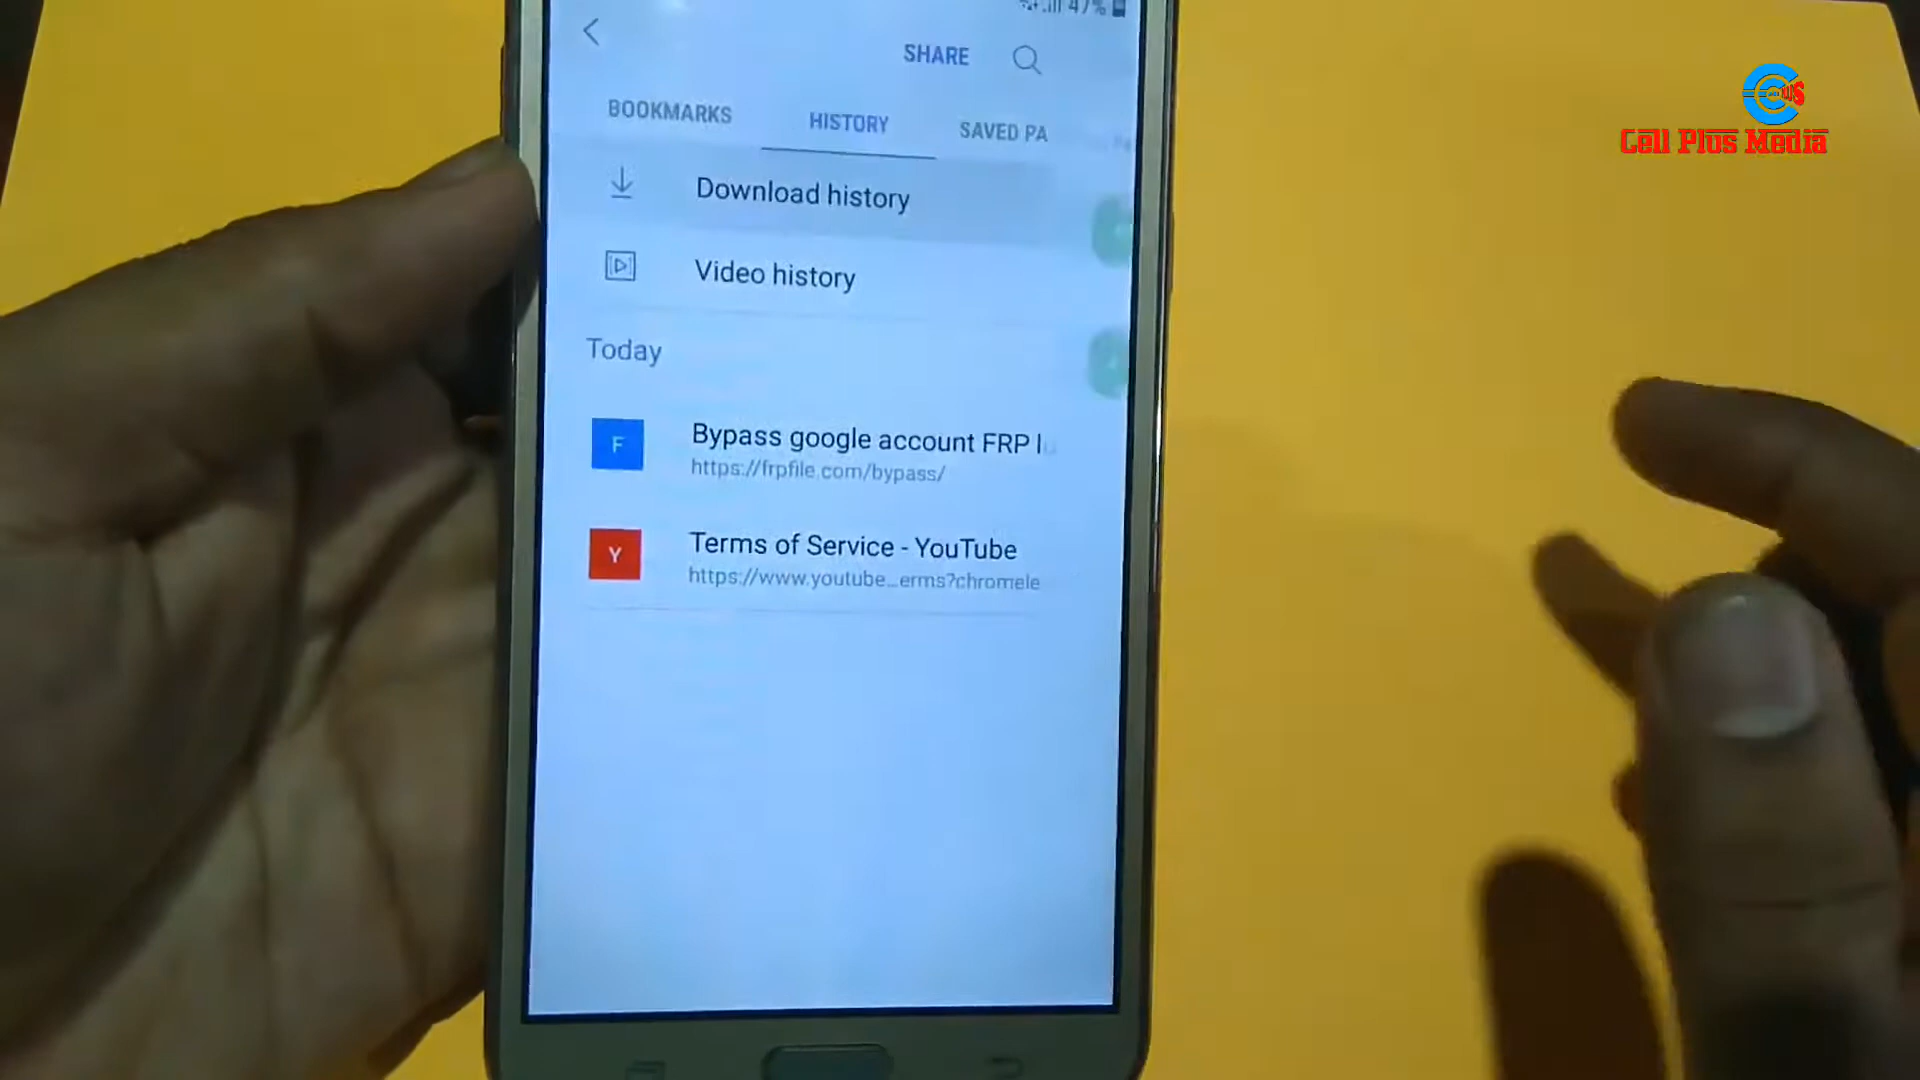 47%
SHARE
BOOKMARKS HISTORY SAVED PA
Download history
Video history
Today
F
Bypass google account FRP l
https://frpfile.com/bypass/
Y
Terms of Service - YouTube
https://www.youtube...erms?chromele
Cell Plus Media